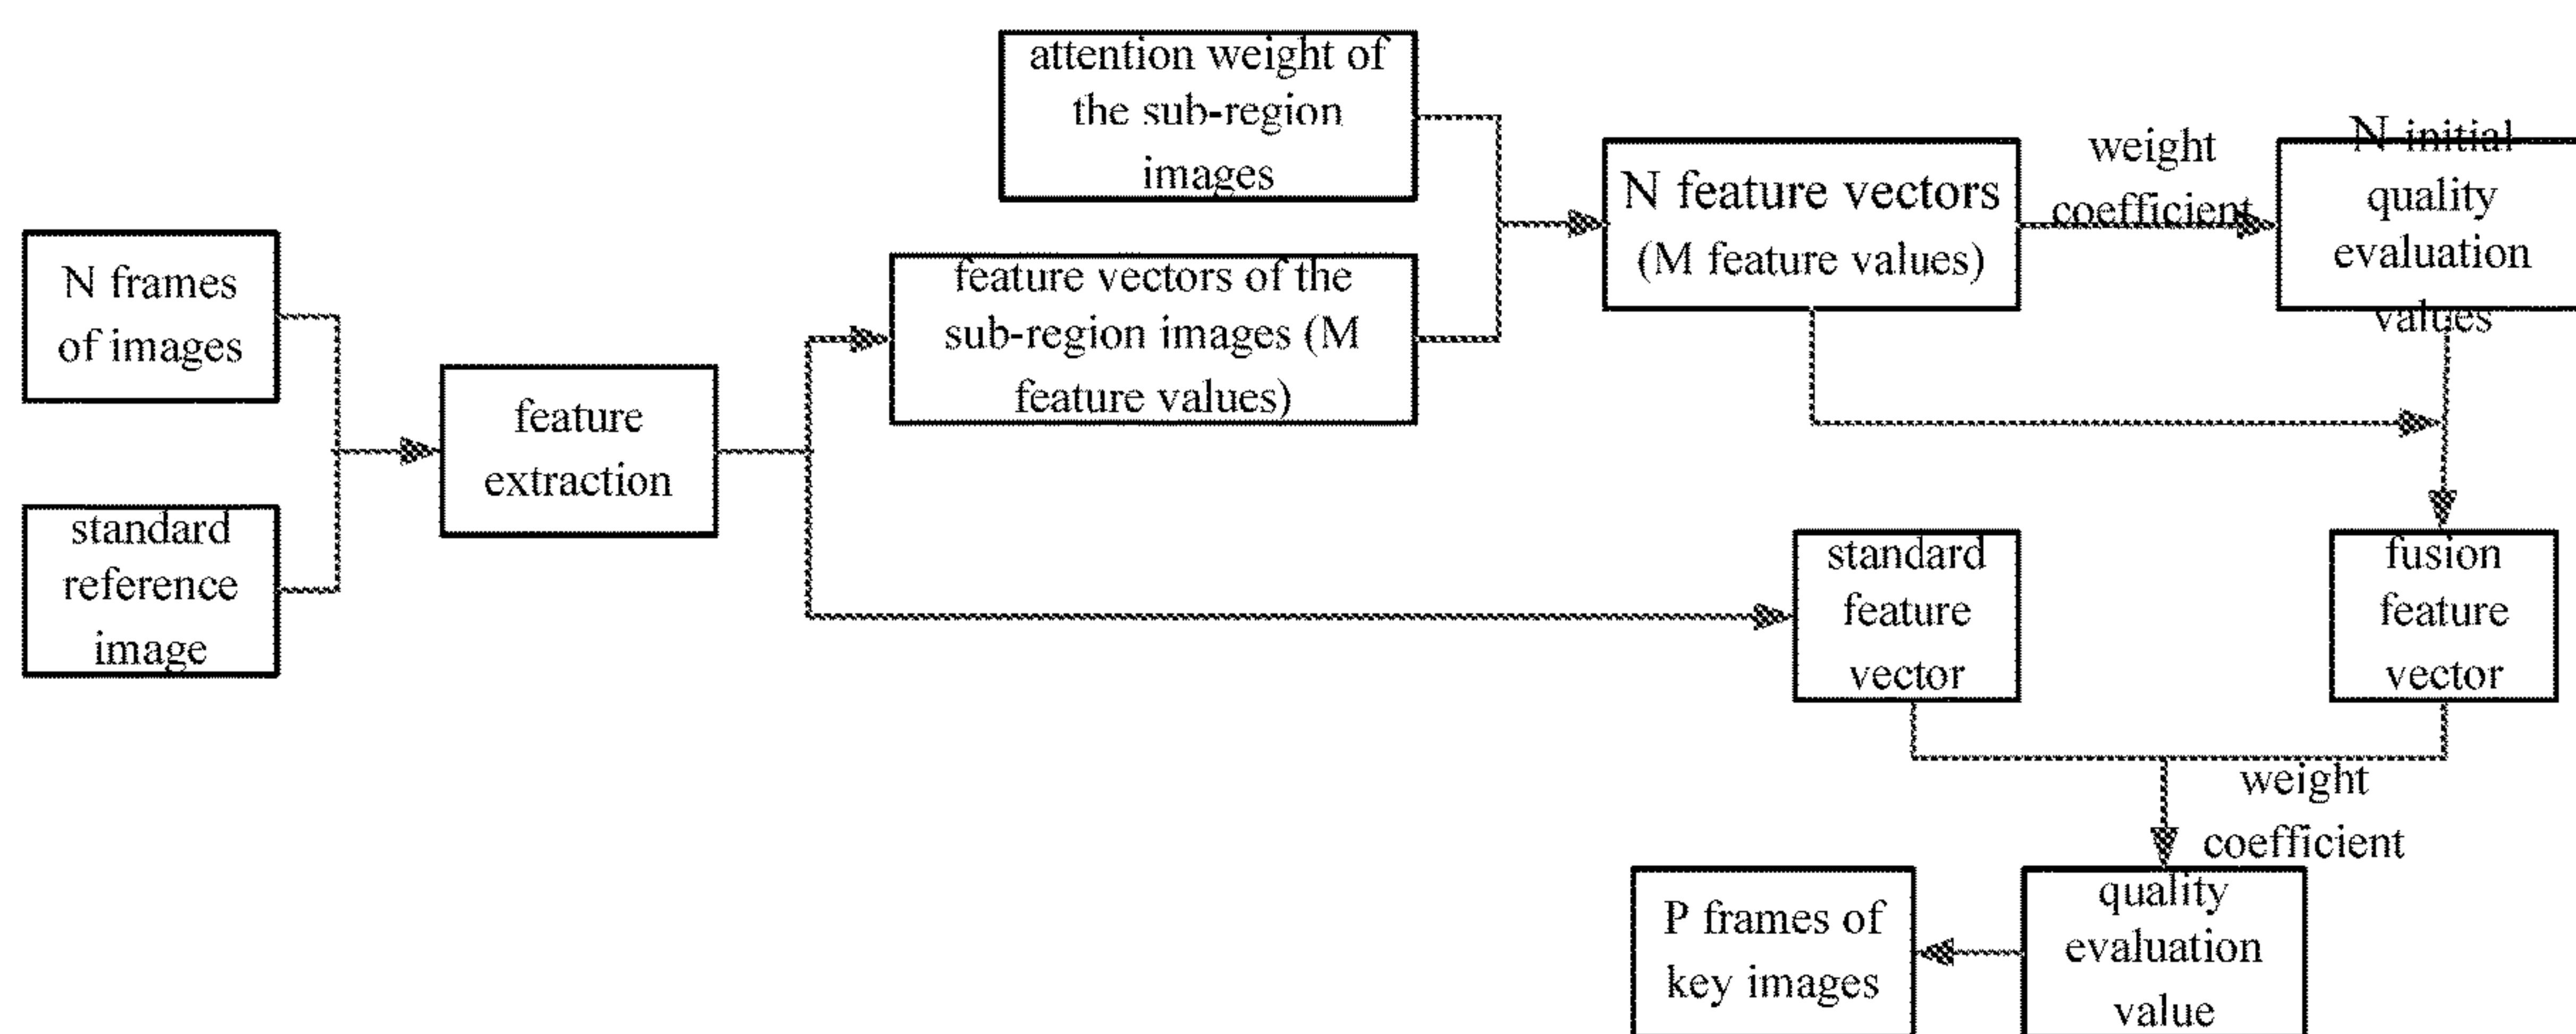 attention weight of
the sub-region
images
N frames
of images
standard
reference
image
feature
extraction
feature vectors of the
sub-region images (M
feature values)
N feature vectors
(M feature values)
weight
coefficient
N initial
quality
evaluation
values
standard
feature
vector
fusion
feature
vector
weight
coefficient
quality
evaluation
value
P frames of
key images